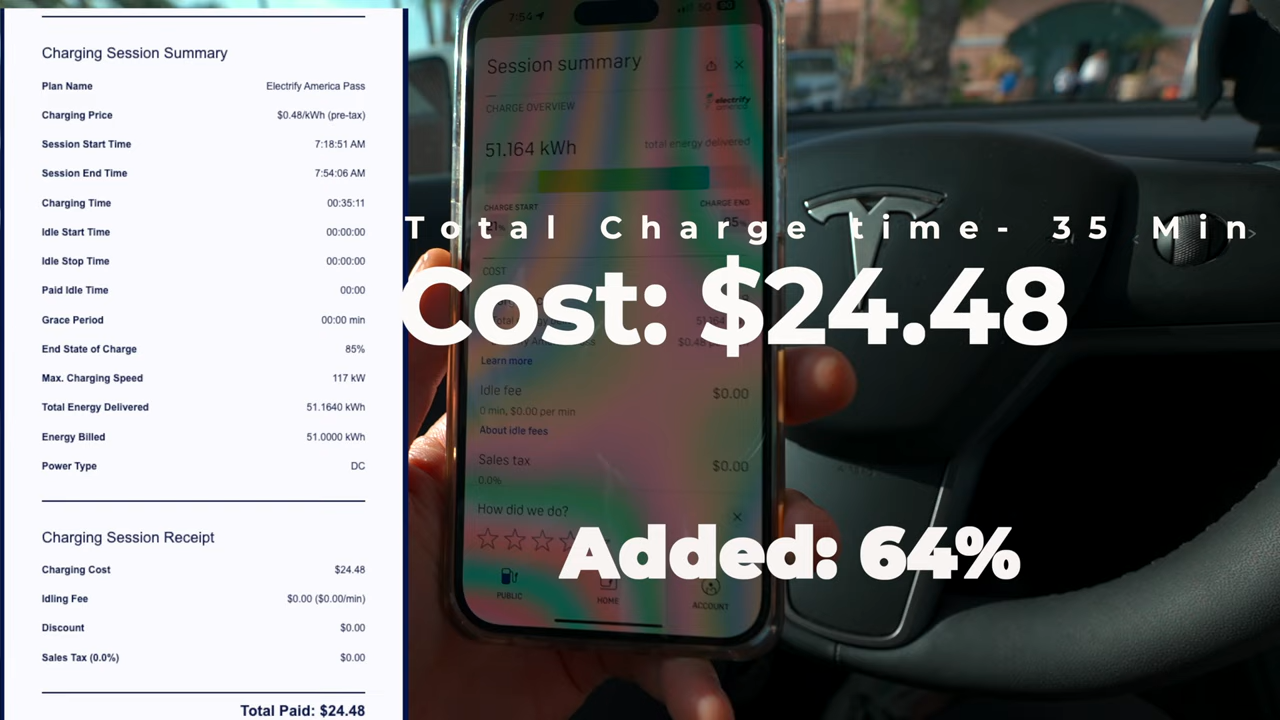 Charging Session Summary
Plan Name Electrify America Pass
Charging Price $0.48/kWh (pre-tax)
Session Start Time 7:18:51 AM
Session End Time 7:54:06 AM
Charging Time 00:35:11
Idle Start Time 00:00:00
Idle Stop Time 00:00:00
Paid Idle Time 00:00
Grace Period 00:00 min
End State of Charge 85%
Max. Charging Speed 117 kW
Total Energy Delivered 51.1640 kWh
Energy Billed 51.0000 kWh
Power Type DC
Charging Session Receipt
Charging Cost $24.48
Idling Fee $0.00 ($0.00/min)
Discount $0.00
Sales Tax (0.0%) $0.00
Total Paid: $24.48
7:54
5G
Session summary
CHARGE OVERVIEW
electrify america
51.164 kWh total energy delivered
CHARGE START CHARGE END
Total Charge time- 35 Min
COST
Cost: $24.48
Learn more
Idle fee $0.00
0 min, $0.00 per min
About idle fees
Sales tax $0.00
0.0%
How did we do?
Added: 64%
PUBLIC HOME ACCOUNT